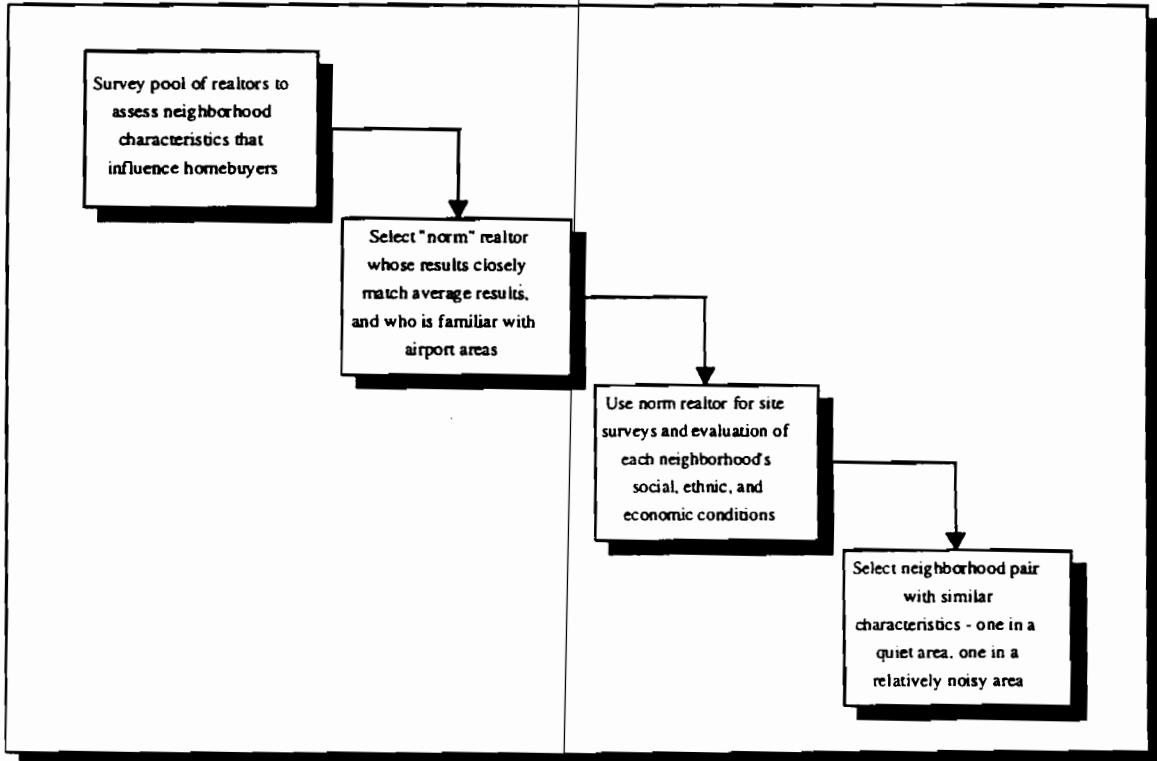 Survey pool of realtors to
assess neighborhood
characteristics that
influence homebuyers
Select "norm" realtor
whose results closely
match average results,
and who is familiar with
airport areas
Use norm realtor for site
surveys and evaluation of
each neighborhood's
social, ethnic, and
economic conditions
Select neighborhood pair
with similar
characteristics - one in a
quiet area, one in a
relatively noisy area